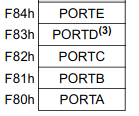 F84h PORTE
F83h PORTD(3)
F82h PORTC
F81h PORTB
F80h PORTA